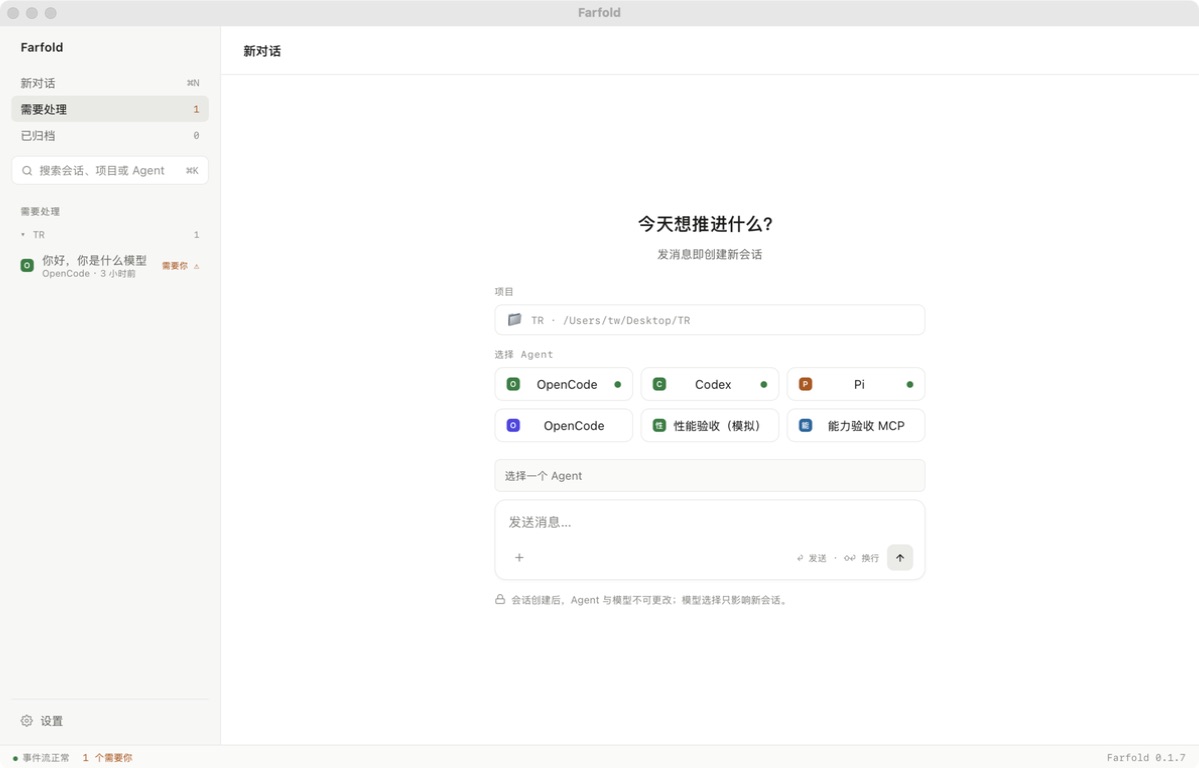 Farfold
Farfold
新对话 ⌘N
需要处理 1
已归档 0
搜索会话、项目或 Agent ⌘K
需要处理
TR 1
O 你好，你是什么模型 需要你
OpenCode · 3 小时前
设置
新对话
今天想推进什么?
发消息即创建新会话
项目
TR · /Users/tw/Desktop/TR
选择 Agent
O OpenCode
C Codex
P Pi
O OpenCode
性 性能验收（模拟）
能 能力验收 MCP
选择一个 Agent
发送消息...
发送 · 换行
会话创建后，Agent 与模型不可更改；模型选择只影响新会话。
事件流正常 1 个需要你
Farfold 0.1.7